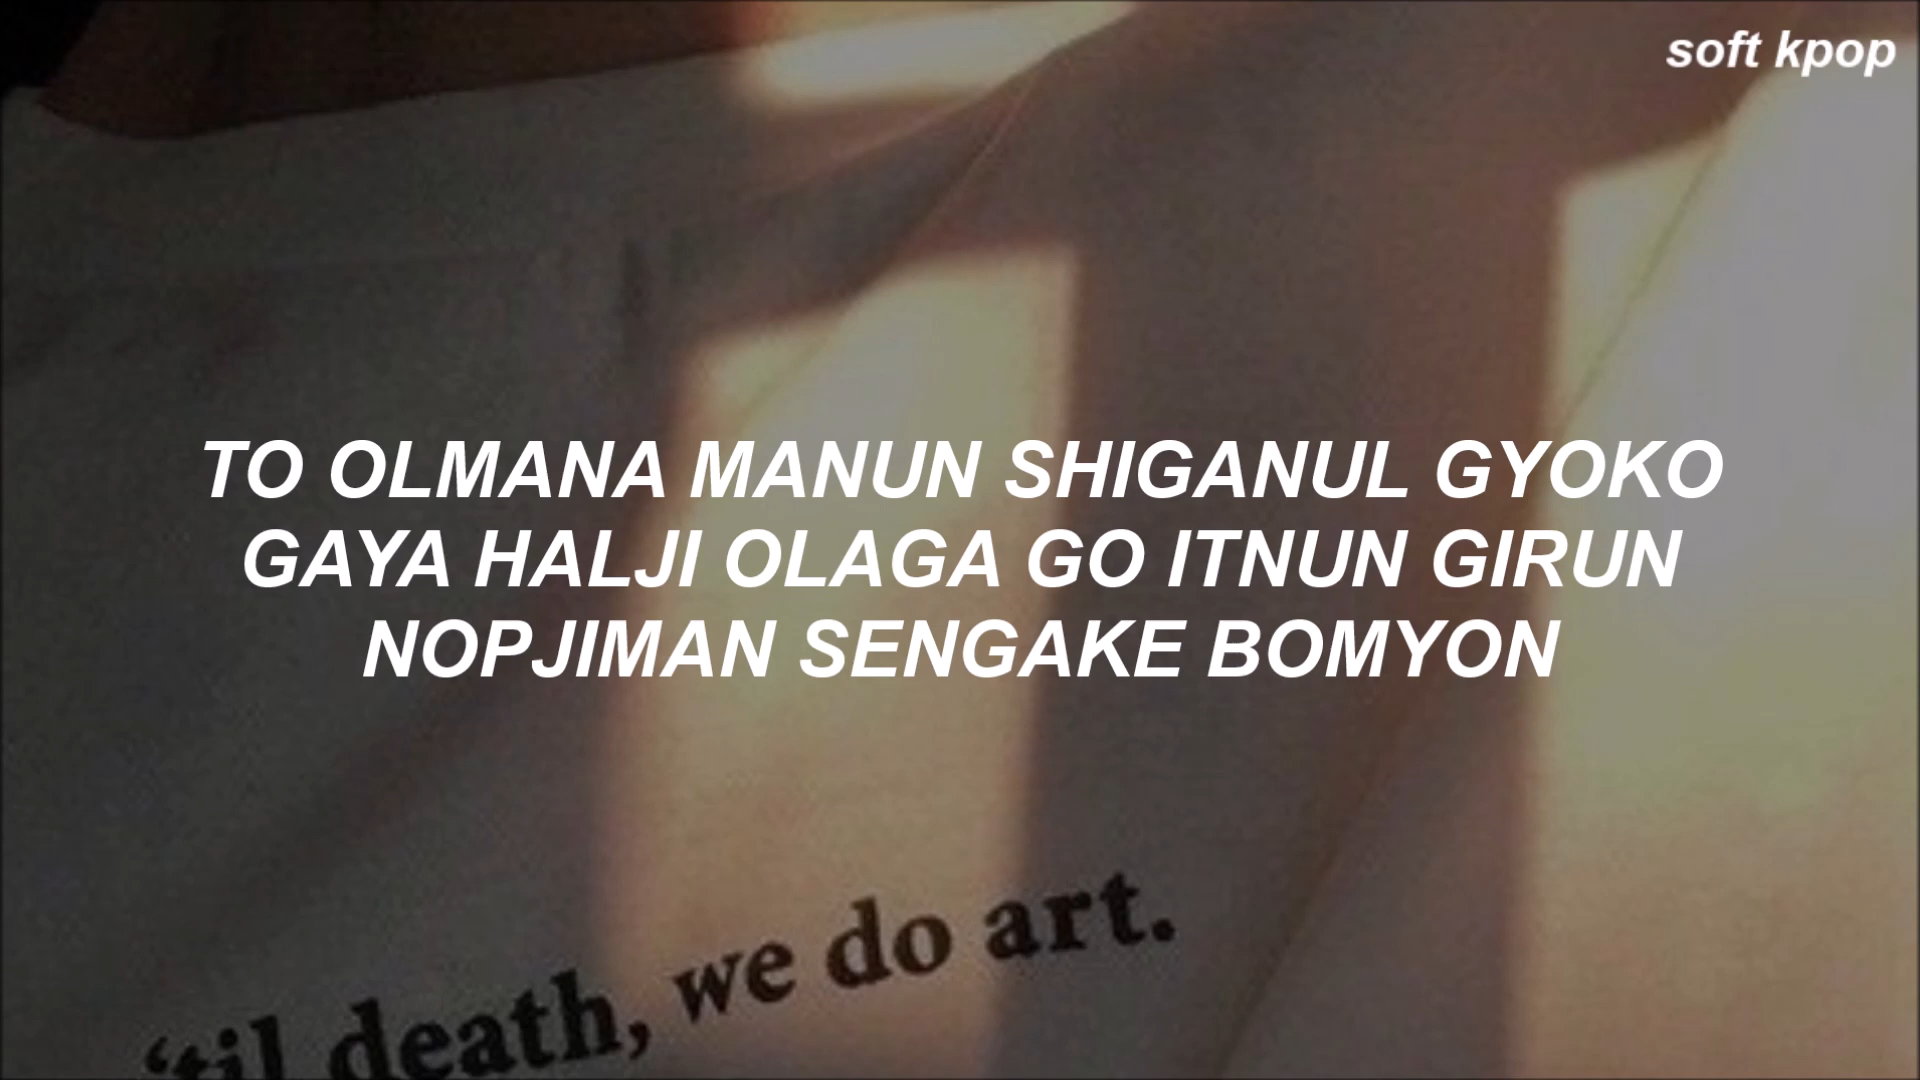 soft kpop
TO OLMANA MANUN SHIGANUL GYOKO
GAYA HALJI OLAGA GO ITNUN GIRUN
NOPJIMAN SENGAKE BOMYON
‘til death, we do art.